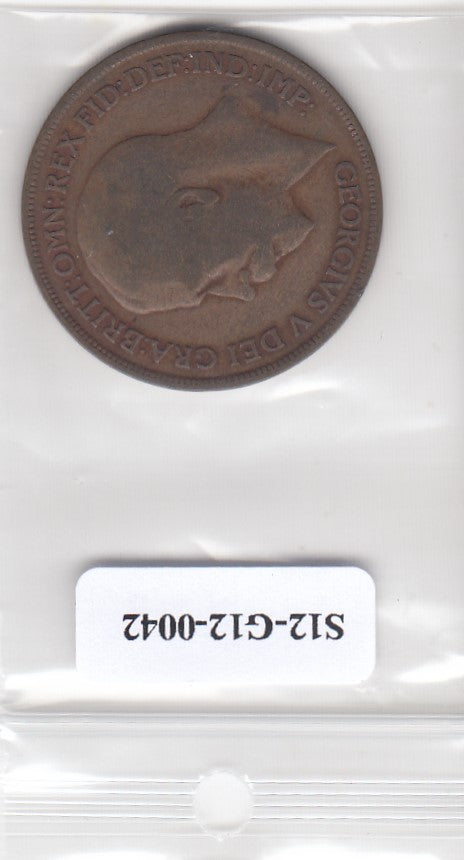 GEORGIVS V DEI GRA:BRITT:OMN:REX FID:DEF:IND:IMP:
S12-G12-0042